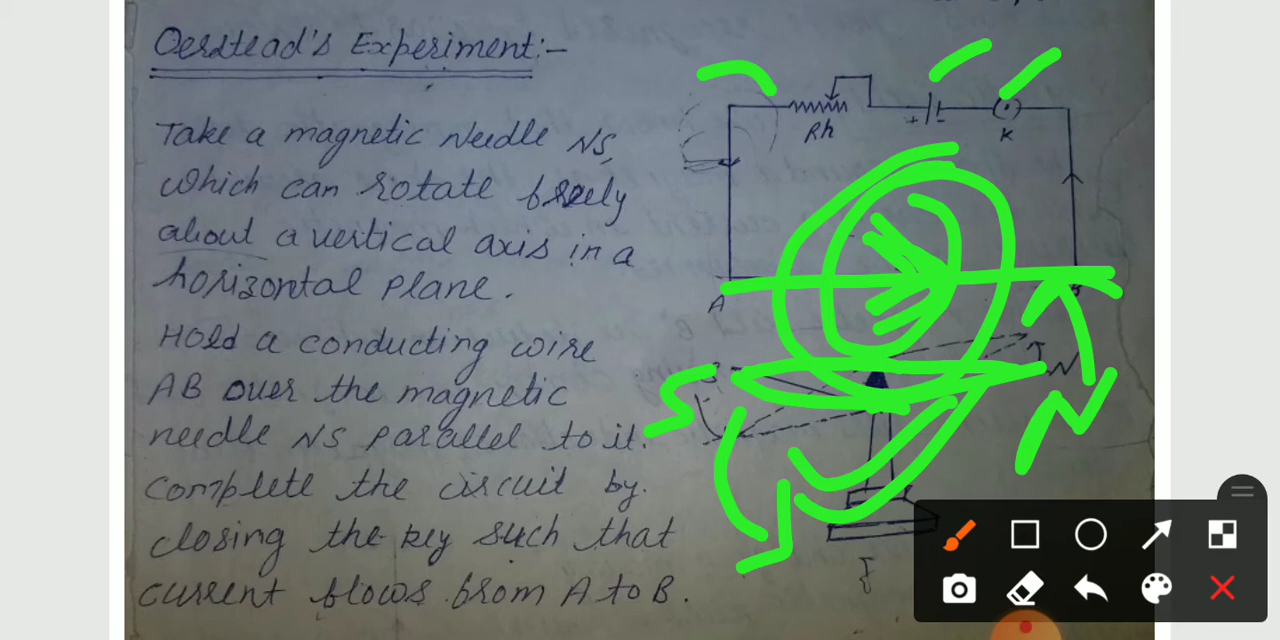 Oerstead's Experiment:-
Take a magnetic Needle NS,
which can rotate freely
about a vertical axis in a
horizontal plane.
Hold a conducting wire
AB over the magnetic
needle NS parallel to it.
Complete the circuit by
closing the key such that
current flows from A to B.
Rh
+ -
K
A
B
S
N
S
N